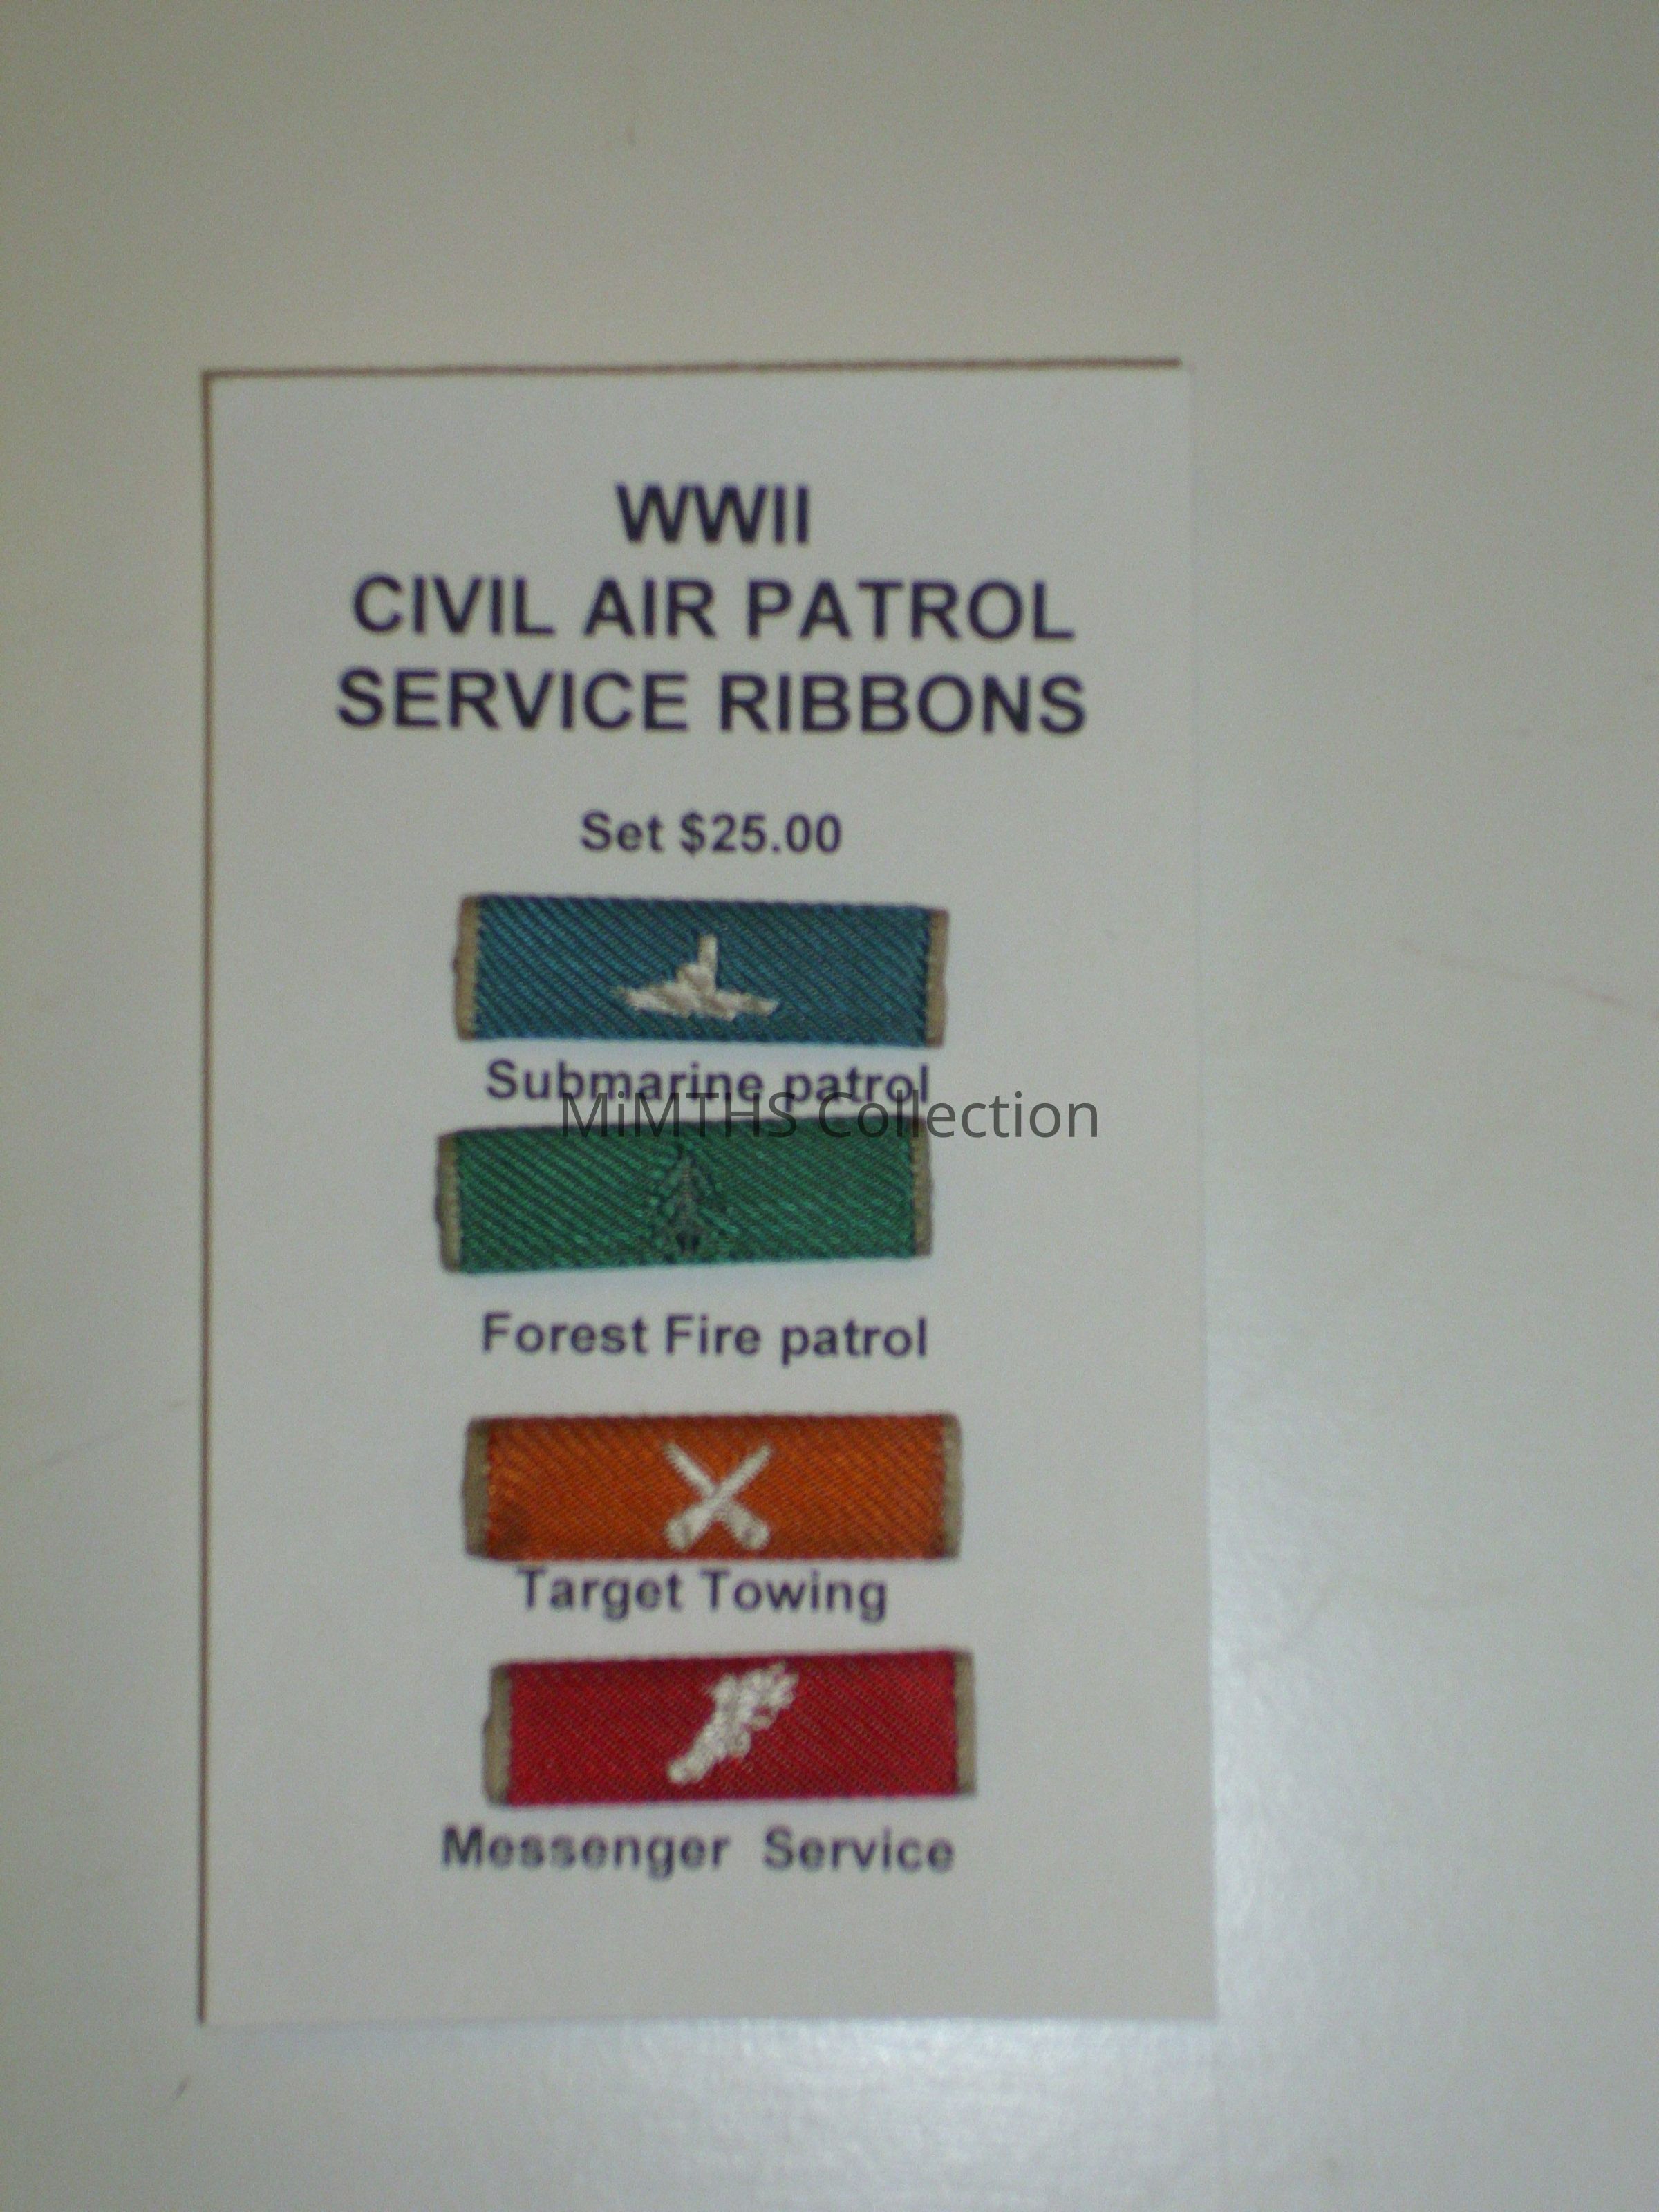 WWII
CIVIL AIR PATROL
SERVICE RIBBONS
Set $25.00
Submarine patrol
MiMTHS Collection
Forest Fire patrol
Target Towing
Messenger Service